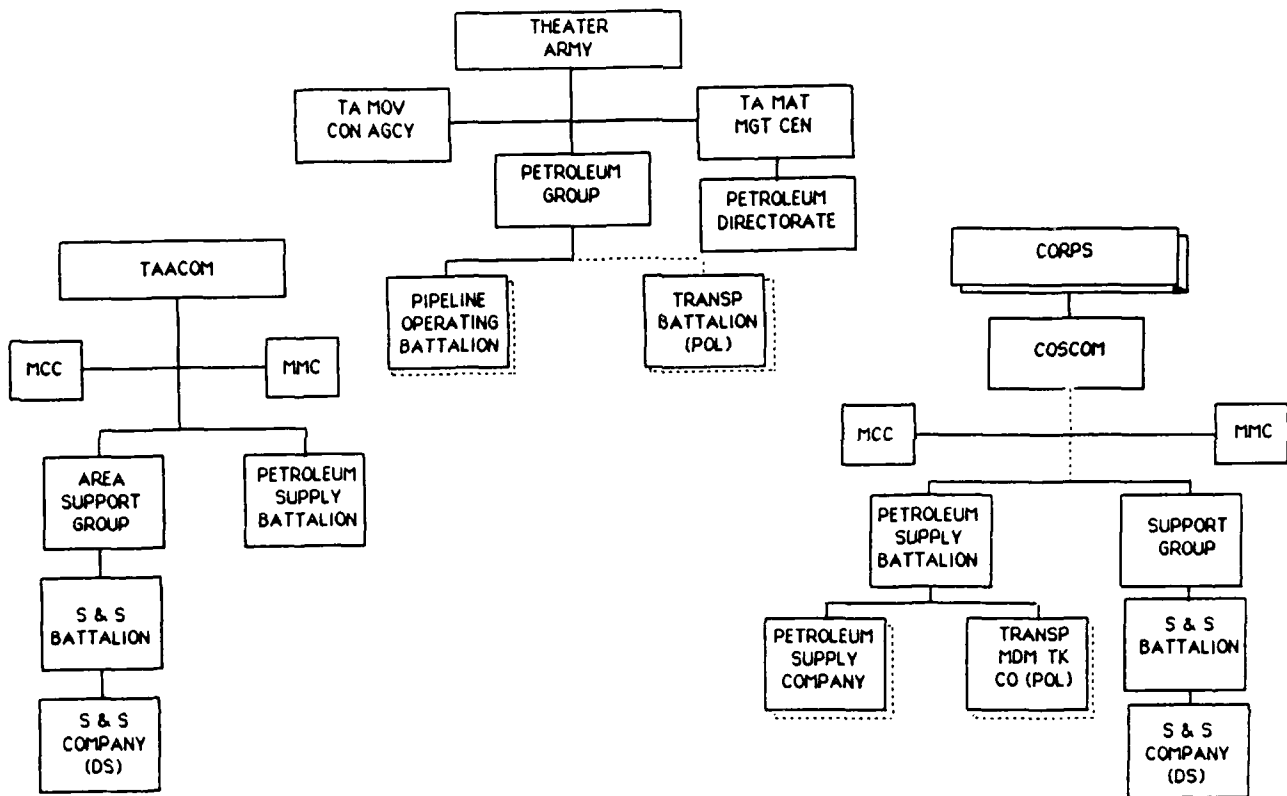 THEATER
ARMY
TA MOV
CON AGCY
TA MAT
MGT CEN
PETROLEUM
GROUP
PETROLEUM
DIRECTORATE
TAACOM
CORPS
PIPELINE
OPERATING
BATTALION
TRANSP
BATTALION
(POL)
COSCOM
MCC
MMC
MCC
MMC
AREA
SUPPORT
GROUP
PETROLEUM
SUPPLY
BATTALION
PETROLEUM
SUPPLY
BATTALION
SUPPORT
GROUP
S & S
BATTALION
S & S
BATTALION
PETROLEUM
SUPPLY
COMPANY
TRANSP
MDM TK
CO (POL)
S & S
COMPANY
(DS)
S & S
COMPANY
(DS)